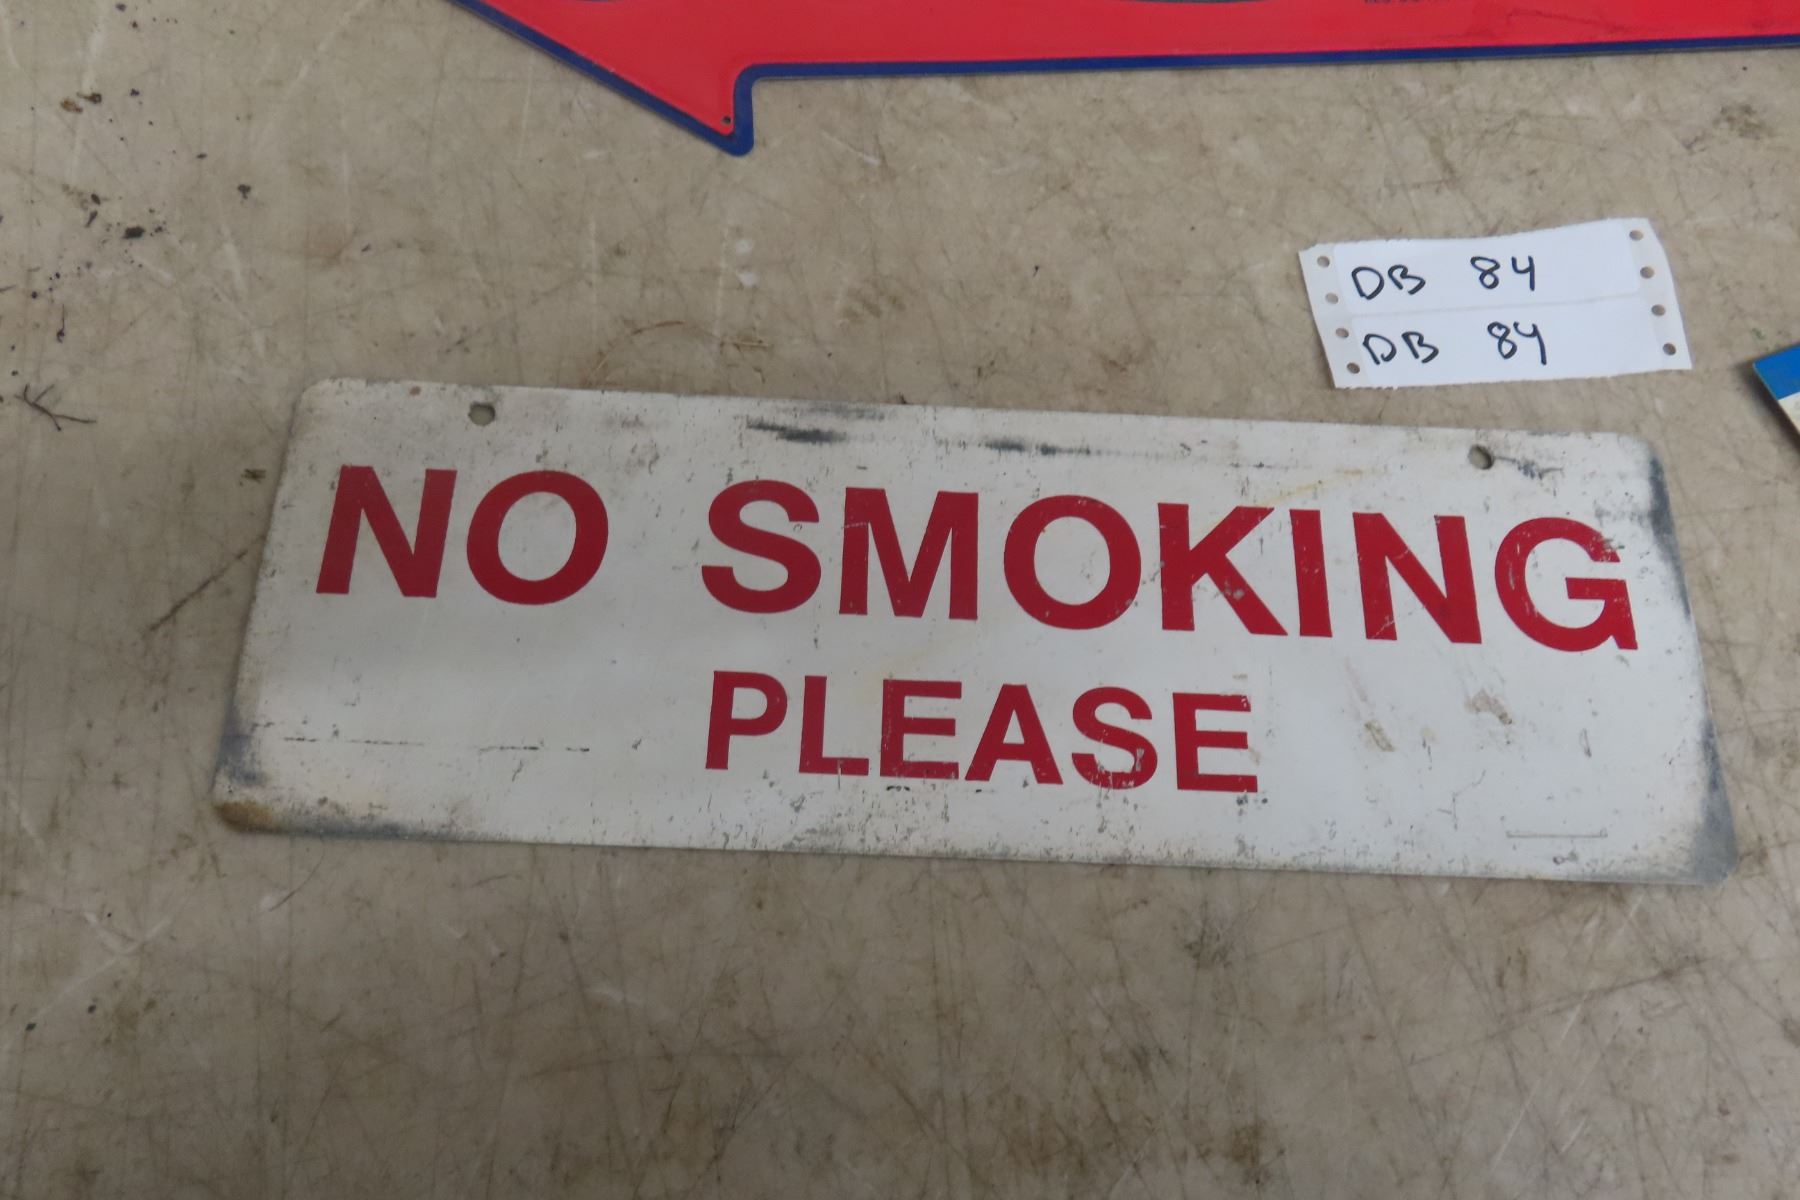 DB 84
DB 84
NO SMOKING
PLEASE